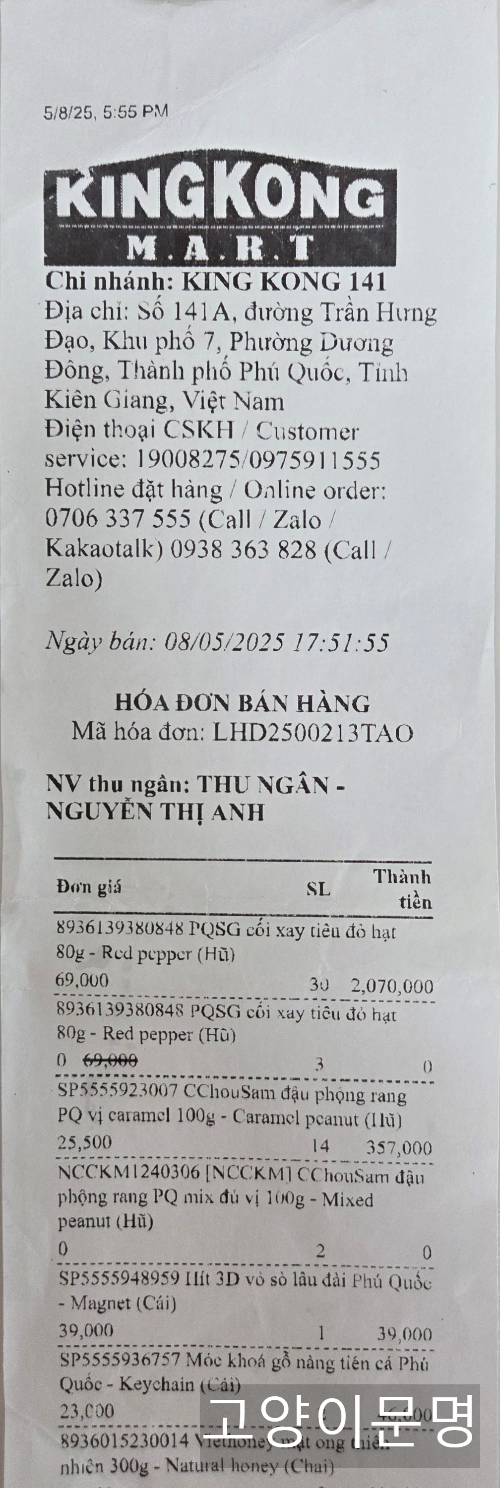 5/8/25, 5:55 PM
KINGKONG
M.A.R.T
Chi nhánh: KING KONG 141
Địa chỉ: Số 141A, đường Trần Hưng
Đạo, Khu phố 7, Phường Dương
Đông, Thành phố Phú Quốc, Tỉnh
Kiên Giang, Việt Nam
Điện thoại CSKH / Customer
service: 19008275/0975911555
Hotline đặt hàng / Online order:
0706 337 555 (Call / Zalo /
Kakaotalk) 0938 363 828 (Call /
Zalo)
Ngày bán: 08/05/2025 17:51:55
HÓA ĐƠN BÁN HÀNG
Mã hóa đơn: LHD2500213TAO
NV thu ngân: THU NGÂN -
NGUYỄN THỊ ANH
Đơn giá SL Thành tiền
8936139380848 PQSG cối xay tiêu đỏ hạt
80g - Red pepper (Hũ)
69,000 30 2,070,000
8936139380848 PQSG cối xay tiêu đỏ hạt
80g - Red pepper (Hũ)
0 69,000 3 0
SP5555923007 CChouSam đậu phộng rang
PQ vị caramel 100g - Caramel peanut (Hũ)
25,500 14 357,000
NCCKM1240306 [NCCKM] CChouSam đậu
phộng rang PQ mix đủ vị 100g - Mixed
peanut (Hũ)
0 2 0
SP5555948959 Hít 3D vỏ sò lâu đài Phú Quốc
- Magnet (Cái)
39,000 1 39,000
SP5555936757 Móc khoá gỗ nàng tiên cá Phú
Quốc - Keychain (Cái)
23,000
고양이문명
8936015230014 Viethoney mật ong thiên
nhiên 300g - Natural honey (Chai)